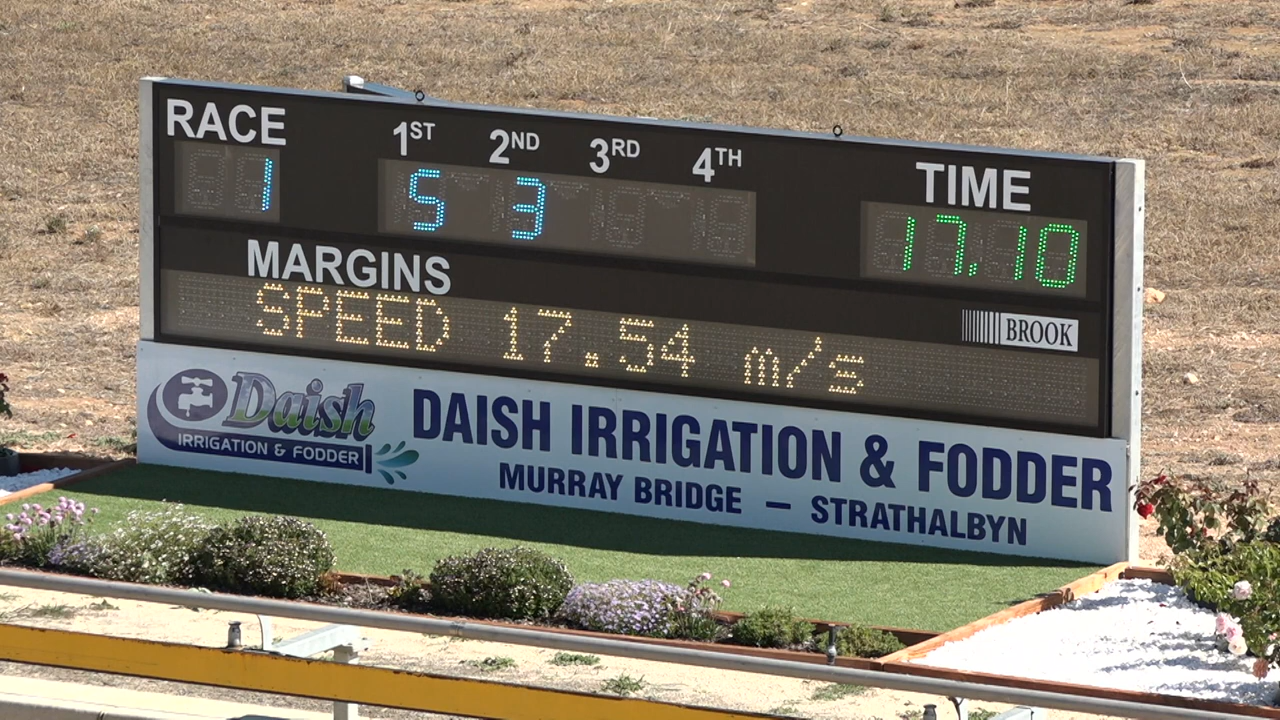 RACE 1ST 2ND 3RD 4TH TIME
1 5 3 17.10
MARGINS
BROOK
SPEED 17.54 m/s
Daish
IRRIGATION & FODDER
DAISH IRRIGATION & FODDER
MURRAY BRIDGE – STRATHALBYN